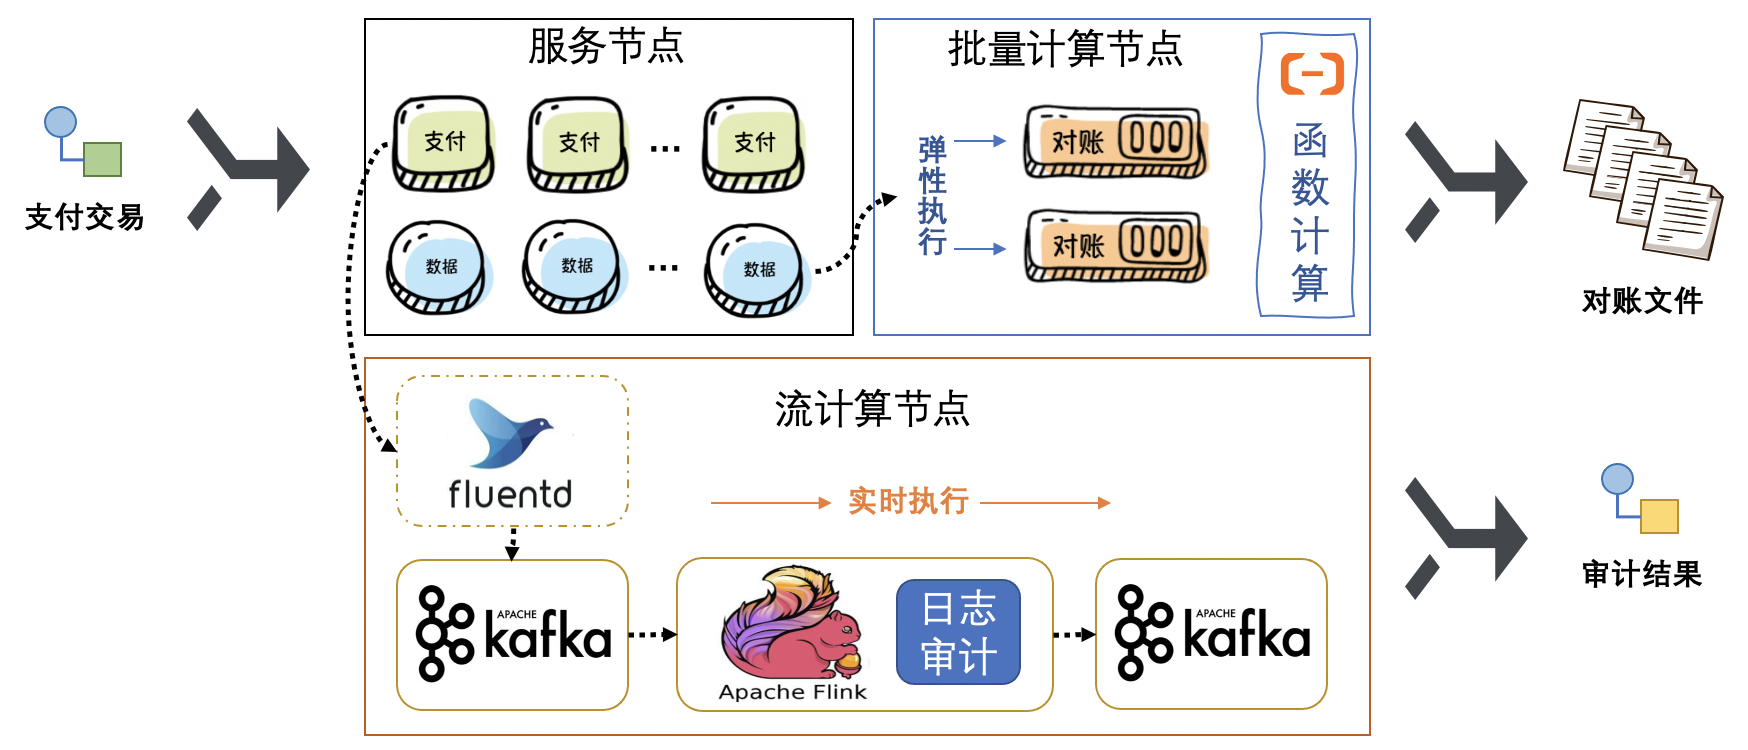 支付交易
服务节点
支付
支付
...
支付
数据
数据
...
数据
批量计算节点
弹性执行
对账
对账
函数计算
对账文件
流计算节点
fluentd
实时执行
APACHE
kafka
Apache Flink
日志
审计
APACHE
kafka
审计结果